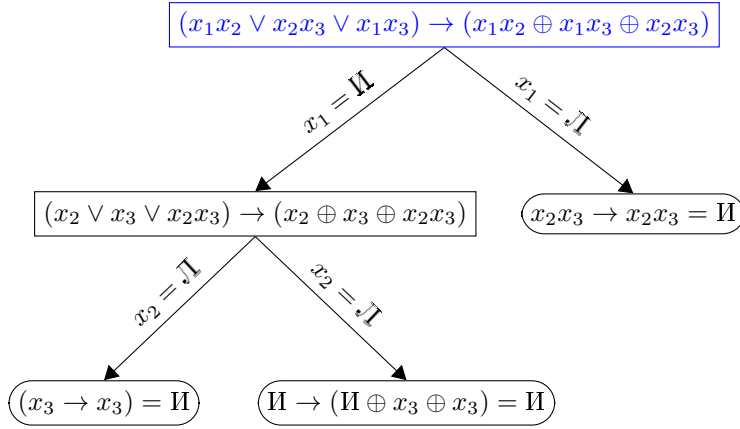 (x₁x₂ ∨ x₂x₃ ∨ x₁x₃) → (x₁x₂ ⊕ x₁x₃ ⊕ x₂x₃)
x₁ = И
x₁ = Л
(x₂ ∨ x₃ ∨ x₂x₃) → (x₂ ⊕ x₃ ⊕ x₂x₃)
x₂x₃ → x₂x₃ = И
x₂ = Л
x₂ = Л
(x₃ → x₃) = И
И → (И ⊕ x₃ ⊕ x₃) = И